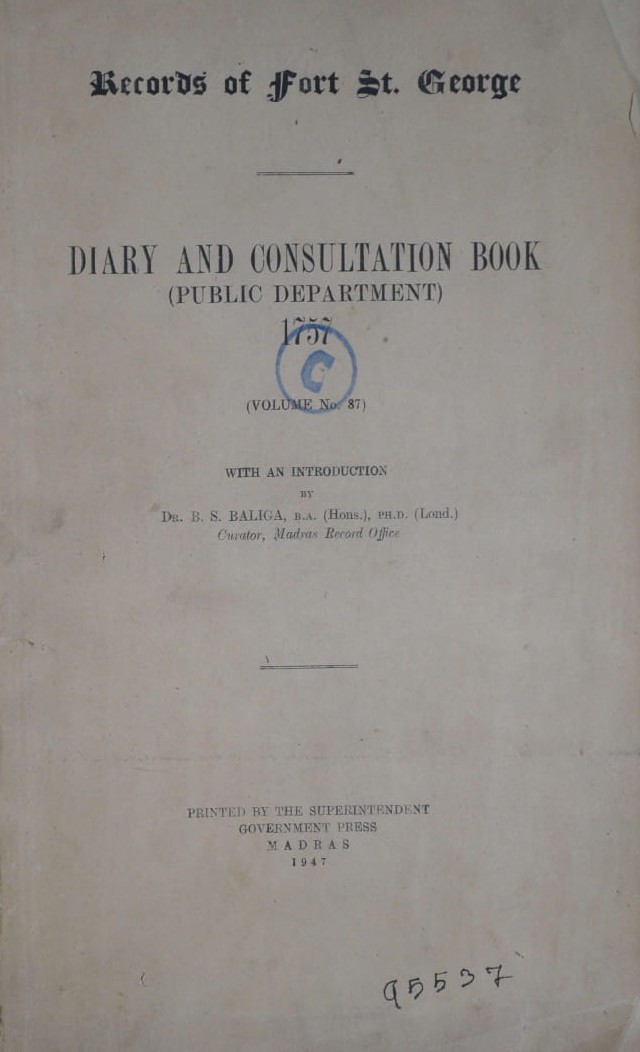 Records of Fort St. George
DIARY AND CONSULTATION BOOK
(PUBLIC DEPARTMENT)
1757
C
(VOLUME No. 87)
WITH AN INTRODUCTION
BY
DR. B. S. BALIGA, B.A. (Hons.), PH.D. (Lond.)
Curator, Madras Record Office
PRINTED BY THE SUPERINTENDENT
GOVERNMENT PRESS
MADRAS
1947
95537